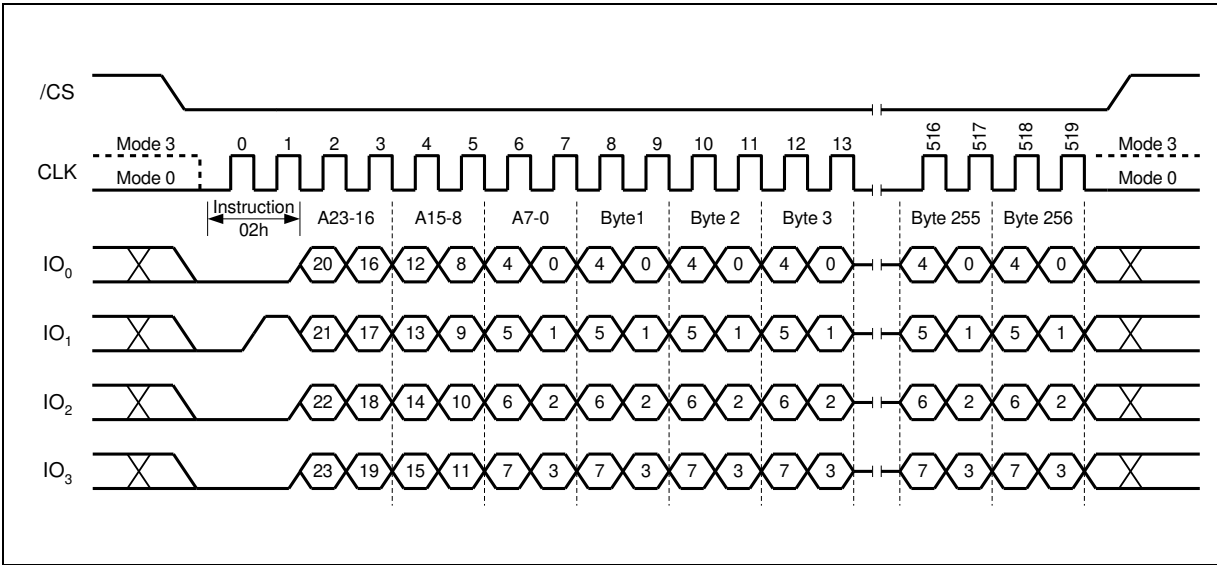 /CS
0 1 2 3 4 5 6 7 8 9 10 11 12 13 516 517 518 519
Mode 3 Mode 3
CLK
Mode 0 Mode 0
Instruction
02h
A23-16 A15-8 A7-0 Byte1 Byte 2 Byte 3 Byte 255 Byte 256
IO0 20 16 12 8 4 0 4 0 4 0 4 0 4 0 4 0
IO1 21 17 13 9 5 1 5 1 5 1 5 1 5 1 5 1
IO2 22 18 14 10 6 2 6 2 6 2 6 2 6 2 6 2
IO3 23 19 15 11 7 3 7 3 7 3 7 3 7 3 7 3